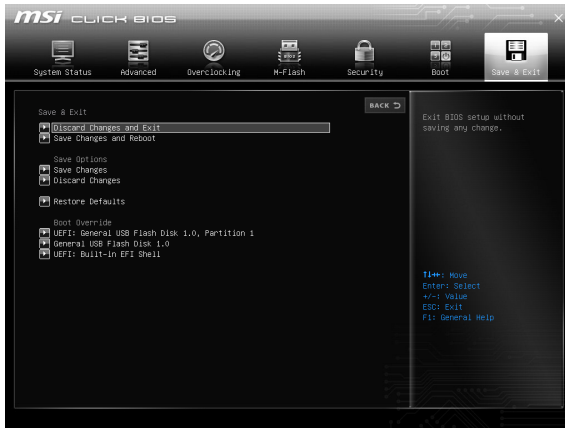 msi CLICK BIOS
×
System Status
Advanced
Overclocking
M-Flash
Security
Boot
Save & Exit
BACK
Save & Exit
Discard Changes and Exit
Save Changes and Reboot
Save Options
Save Changes
Discard Changes
Restore Defaults
Boot Override
UEFI: General USB Flash Disk 1.0, Partition 1
General USB Flash Disk 1.0
UEFI: Built-in EFI Shell
Exit BIOS setup without
saving any change.
↑↓←→: Move
Enter: Select
+/-: Value
ESC: Exit
F1: General Help